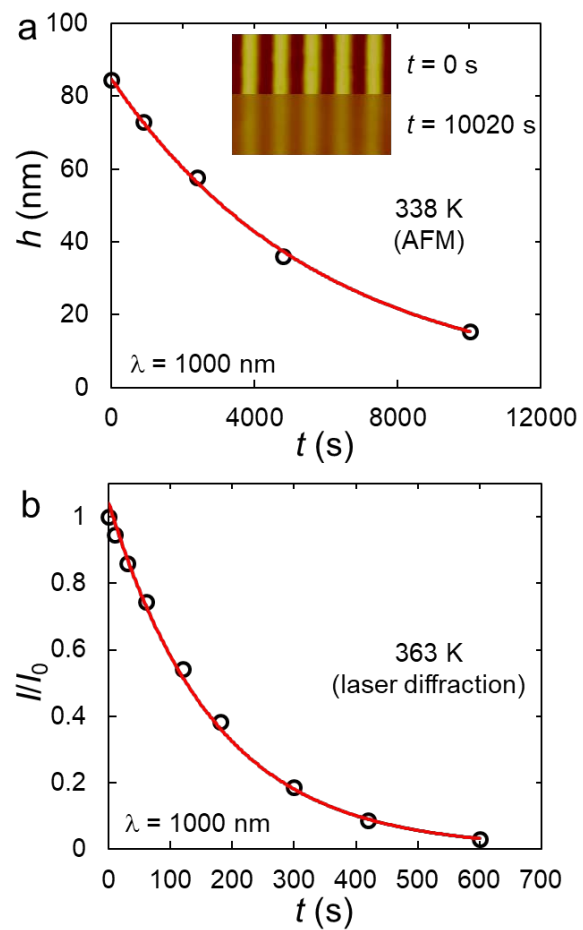 a
100
80
60
40
20
0
h (nm)
t = 0 s
t = 10020 s
338 K
(AFM)
λ = 1000 nm
0 4000 8000 12000
t (s)
b
1
0.8
0.6
0.4
0.2
0
I/I0
363 K
(laser diffraction)
λ = 1000 nm
0 100 200 300 400 500 600 700
t (s)